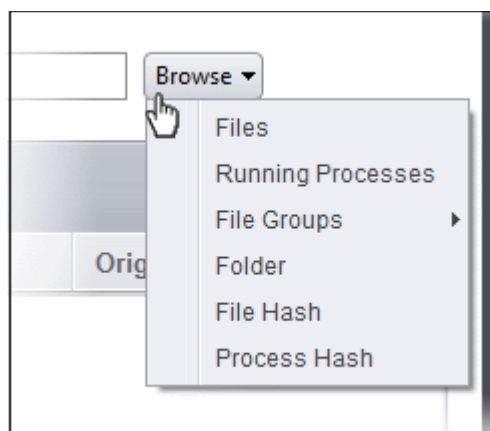 Browse
Files
Running Processes
File Groups
Orig
Folder
File Hash
Process Hash